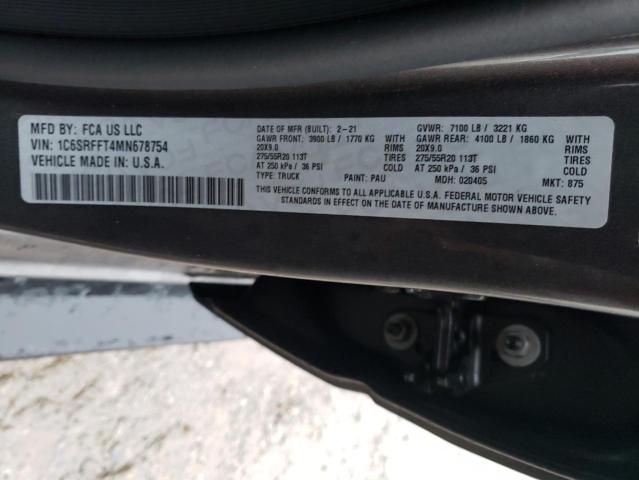 MFD BY: FCA US LLC
VIN: 1C6SRFFT4MN678754
VEHICLE MADE IN U.S.A.
DATE OF MFR (BUILT): 2-21 GVWR: 7100 LB / 3221 KG
GAWR FRONT: 3900 LB / 1770 KG WITH GAWR REAR: 4100 LB / 1860 KG WITH
20X9.0 RIMS 20X9.0 RIMS
275/55R20 113T TIRES 275/55R20 113T TIRES
AT 250 kPa / 36 PSI COLD AT 250 kPa / 36 PSI COLD
TYPE: TRUCK PAINT: PAU MDH: 020405 MKT: 875
THIS VEHICLE CONFORMS TO ALL APPLICABLE U.S.A. FEDERAL MOTOR VEHICLE SAFETY
STANDARDS IN EFFECT ON THE DATE OF MANUFACTURE SHOWN ABOVE.